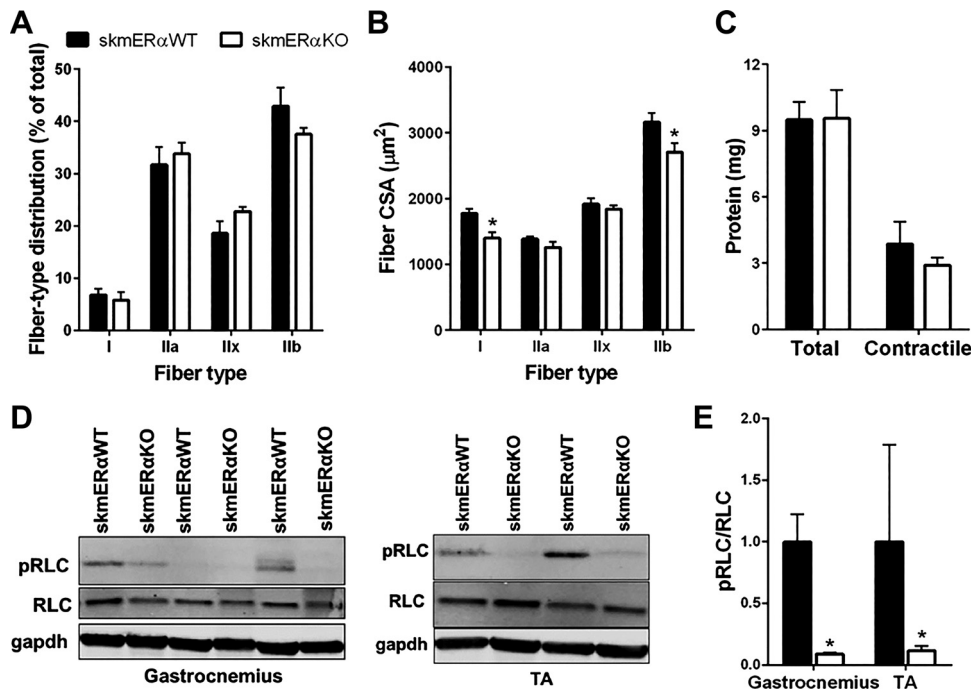 A
skmERαWT
skmERαKO
Fiber-type distribution (% of total)
50
40
30
20
10
0
I
IIa
IIx
IIb
Fiber type
B
Fiber CSA (µm²)
4000
3000
2000
1000
0
*
*
I
IIa
IIx
IIb
Fiber type
C
Protein (mg)
12
9
6
3
0
Total
Contractile
D
skmERαWT
skmERαKO
skmERαWT
skmERαKO
skmERαWT
skmERαKO
pRLC
RLC
gapdh
Gastrocnemius
skmERαWT
skmERαKO
skmERαWT
skmERαKO
pRLC
RLC
gapdh
TA
E
pRLC/RLC
2.0
1.5
1.0
0.5
0.0
*
*
Gastrocnemius
TA